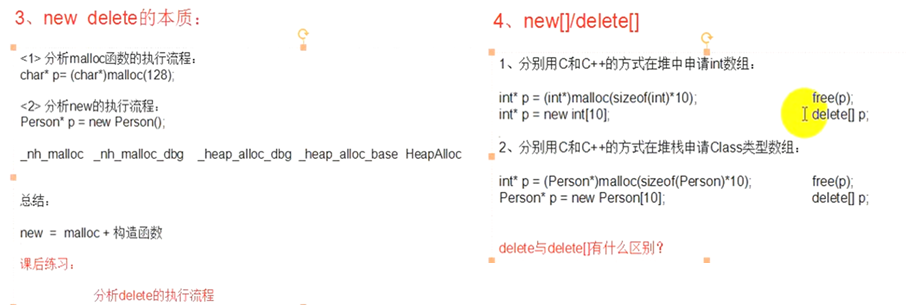 3、new delete的本质：
<1> 分析malloc函数的执行流程：
char* p= (char*)malloc(128);
<2> 分析new的执行流程：
Person* p = new Person();
_nh_malloc _nh_malloc_dbg _heap_alloc_dbg _heap_alloc_base HeapAlloc
总结：
new = malloc + 构造函数
课后练习：
分析delete的执行流程
4、new[]/delete[]
1、分别用C和C++的方式在堆中申请int数组：
int* p = (int*)malloc(sizeof(int)*10); free(p);
int* p = new int[10]; delete[] p;
2、分别用C和C++的方式在堆栈申请Class类型数组：
int* p = (Person*)malloc(sizeof(Person)*10); free(p);
Person* p = new Person[10]; delete[] p;
delete与delete[]有什么区别?